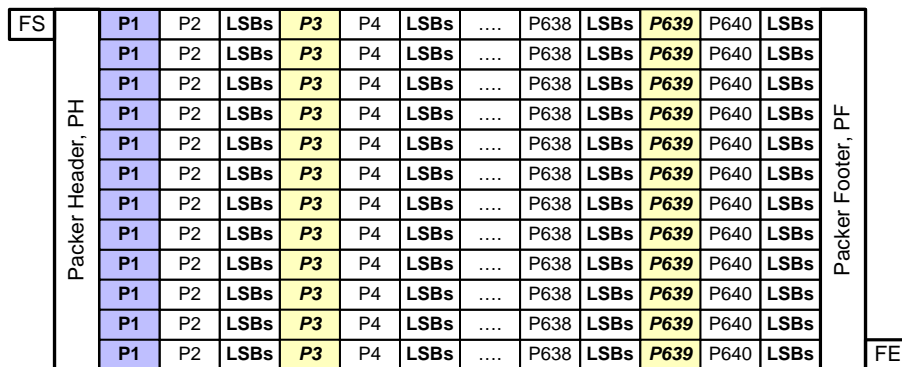 FS P1 P2 LSBs P3 P4 LSBs .... P638 LSBs P639 P640 LSBs
P1 P2 LSBs P3 P4 LSBs .... P638 LSBs P639 P640 LSBs
P1 P2 LSBs P3 P4 LSBs .... P638 LSBs P639 P640 LSBs
P1 P2 LSBs P3 P4 LSBs .... P638 LSBs P639 P640 LSBs
P1 P2 LSBs P3 P4 LSBs .... P638 LSBs P639 P640 LSBs
P1 P2 LSBs P3 P4 LSBs .... P638 LSBs P639 P640 LSBs
P1 P2 LSBs P3 P4 LSBs .... P638 LSBs P639 P640 LSBs
P1 P2 LSBs P3 P4 LSBs .... P638 LSBs P639 P640 LSBs
P1 P2 LSBs P3 P4 LSBs .... P638 LSBs P639 P640 LSBs
P1 P2 LSBs P3 P4 LSBs .... P638 LSBs P639 P640 LSBs
P1 P2 LSBs P3 P4 LSBs .... P638 LSBs P639 P640 LSBs
P1 P2 LSBs P3 P4 LSBs .... P638 LSBs P639 P640 LSBs FE
Packer Header, PH
Packer Footer, PF